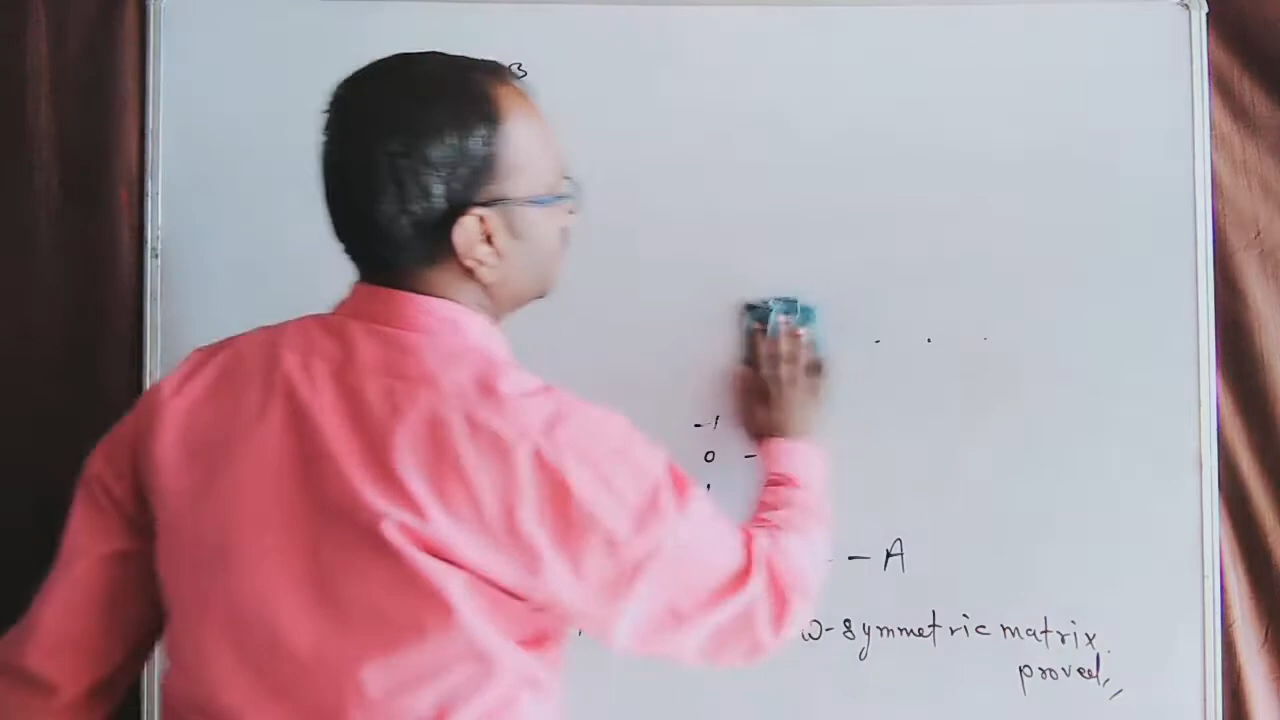 B
-1
0 -
- A
w-symmetric matrix.
proved,,